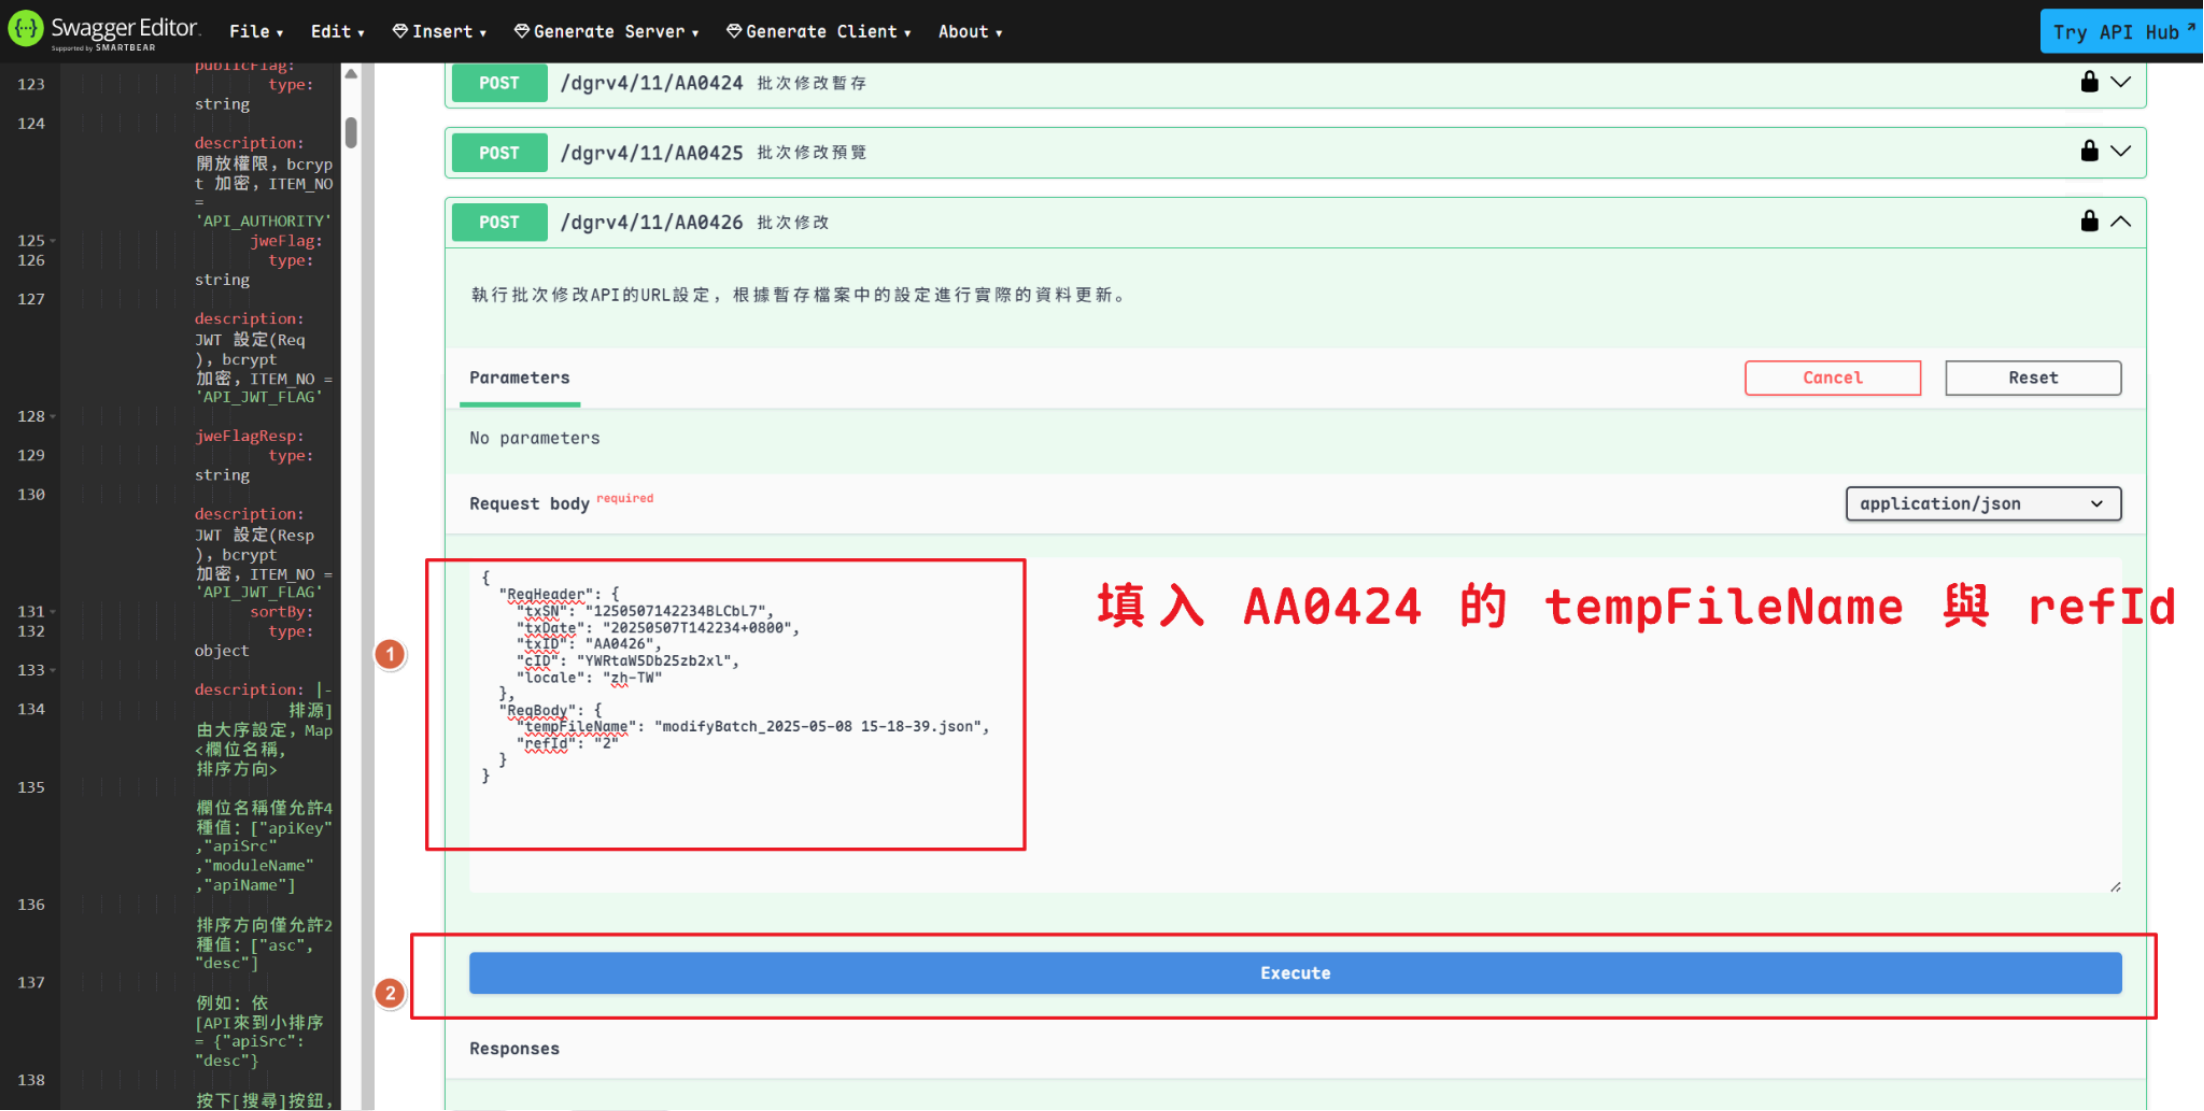 Swagger Editor.
Supported by SMARTBEAR
File ▾ Edit ▾ Insert ▾ Generate Server ▾ Generate Client ▾ About ▾
Try API Hub ↗
publicFlag:
123 type:
string
124
description:
開放權限，bcryp
t 加密，ITEM_NO
=
'API_AUTHORITY'
125 jweFlag:
126 type:
string
127
description:
JWT 設定(Req
)，bcrypt
加密，ITEM_NO =
'API_JWT_FLAG'
128
jweFlagResp:
129 type:
string
130
description:
JWT 設定(Resp
)，bcrypt
加密，ITEM_NO =
'API_JWT_FLAG'
131 sortBy:
132 type:
object
133
description: |-
134 排源]
由大序設定，Map
<欄位名稱,
排序方向>
135
欄位名稱僅允許4
種值：["apiKey"
,"apiSrc"
,"moduleName"
,"apiName"]
136
排序方向僅允許2
種值：["asc",
"desc"]
137
例如：依
[API來到小排序
= {"apiSrc":
"desc"}
138
按下[搜尋]按鈕，
POST /dgrv4/11/AA0424 批次修改暫存
POST /dgrv4/11/AA0425 批次修改預覽
POST /dgrv4/11/AA0426 批次修改
執行批次修改API的URL設定，根據暫存檔案中的設定進行實際的資料更新。
Parameters
Cancel
Reset
No parameters
Request body required
application/json
{
"ReqHeader": {
"txSN": "1250507142234BLCbL7",
"txDate": "20250507T142234+0800",
"txID": "AA0426",
"cID": "YWRtaW5Db25zb2xl",
"locale": "zh-TW"
},
"ReqBody": {
"tempFileName": "modifyBatch_2025-05-08 15-18-39.json",
"refId": "2"
}
}
填入 AA0424 的 tempFileName 與 refId
1
Execute
2
Responses